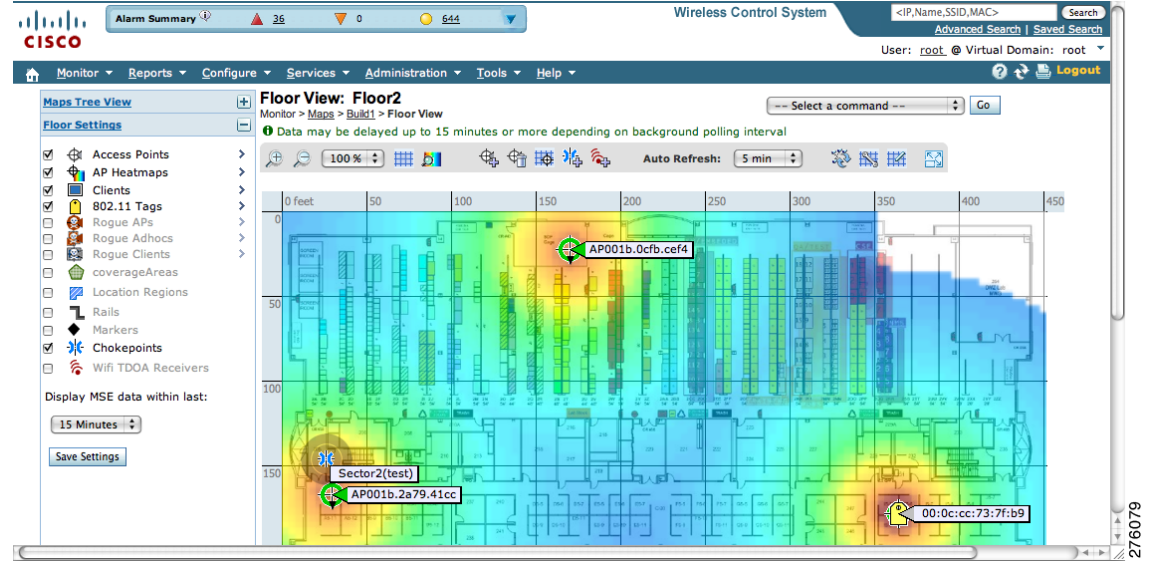 Alarm Summary 36 0 644
Wireless Control System
<IP,Name,SSID,MAC> Search
Advanced Search | Saved Search
CISCO
User: root @ Virtual Domain: root
Monitor Reports Configure Services Administration Tools Help Logout
Maps Tree View
Floor Settings
Access Points
AP Heatmaps
Clients
802.11 Tags
Rogue APs
Rogue Adhocs
Rogue Clients
coverageAreas
Location Regions
Rails
Markers
Chokepoints
Wifi TDOA Receivers
Display MSE data within last:
15 Minutes
Save Settings
Floor View: Floor2
Monitor > Maps > Build1 > Floor View
-- Select a command -- Go
Data may be delayed up to 15 minutes or more depending on background polling interval
100 % Auto Refresh: 5 min
0 feet 50 100 150 200 250 300 350 400 450
0
50
100
150
AP001b.0cfb.cef4
Sector2(test)
AP001b.2a79.41cc
00:0c:cc:73:7f:b9
276079